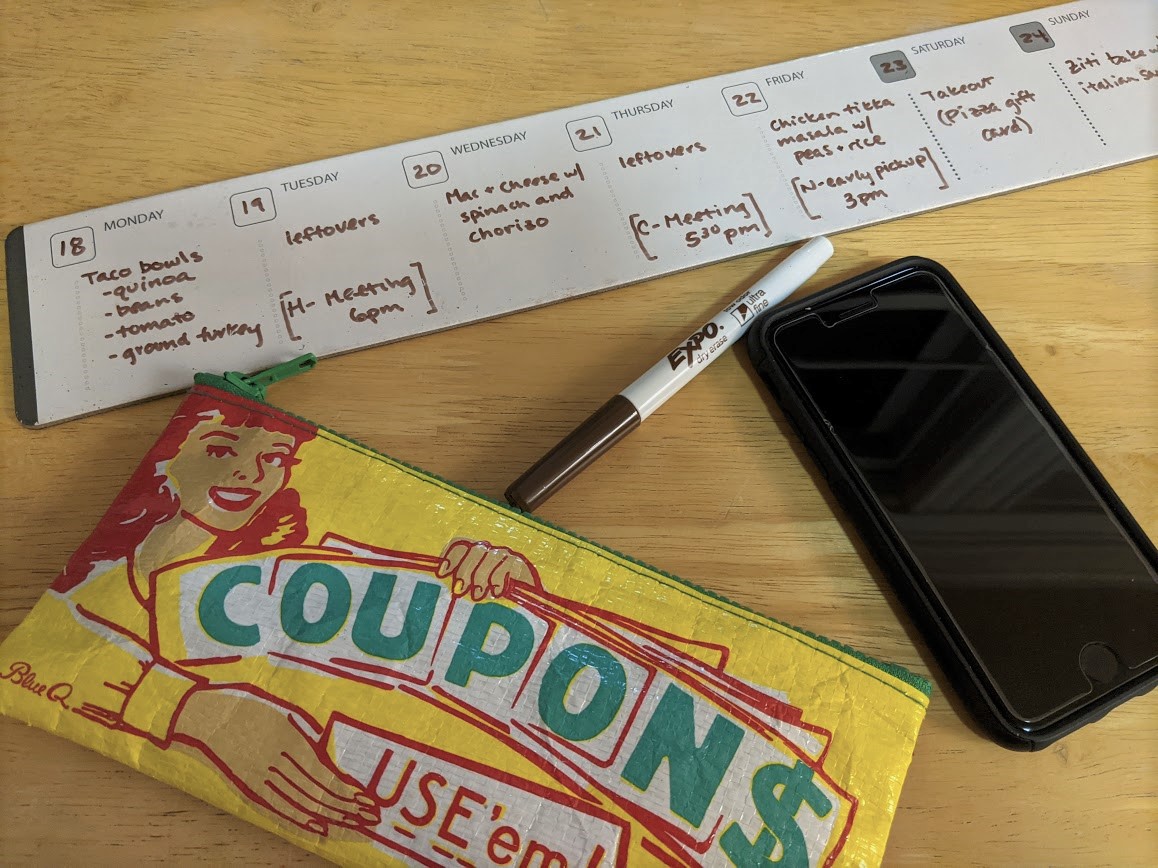 MONDAY
18
Taco bowls
-quinoa
-beans
-tomato
-ground turkey
TUESDAY
19
leftovers
[H- Meeting
6pm]
WEDNESDAY
20
Mac + cheese w/
spinach and
chorizo
THURSDAY
21
leftovers
[C-Meeting
530 pm]
FRIDAY
22
Chicken tikka
masala w/
peas + rice
[N-early pickup]
3pm
SATURDAY
23
Takeout
(Pizza gift
card)
SUNDAY
24
ziti bake w/
italian
EXPO.
dry erase
ultra
fine
COUPON$
USE'em!
BlueQ